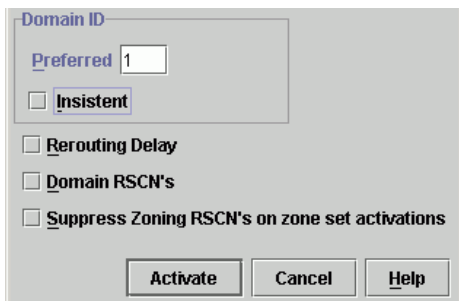 Domain ID
Preferred 1
Insistent
Rerouting Delay
Domain RSCN's
Suppress Zoning RSCN's on zone set activations
Activate Cancel Help